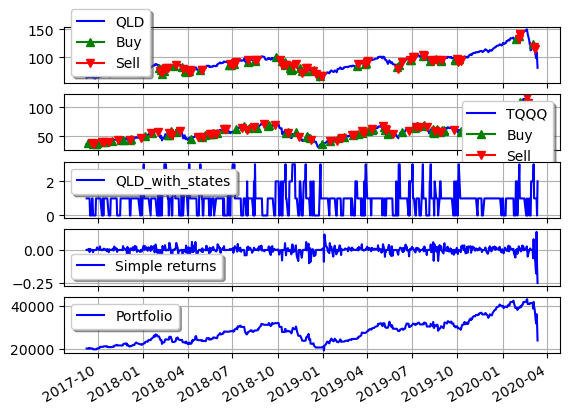 150
100
QLD
Buy
Sell
100
50
TQQQ
Buy
Sell
2
0
QLD_with_states
0.00
−0.25
Simple returns
40000
20000
Portfolio
2017-10
2018-01
2018-04
2018-07
2018-10
2019-01
2019-04
2019-07
2019-10
2020-01
2020-04